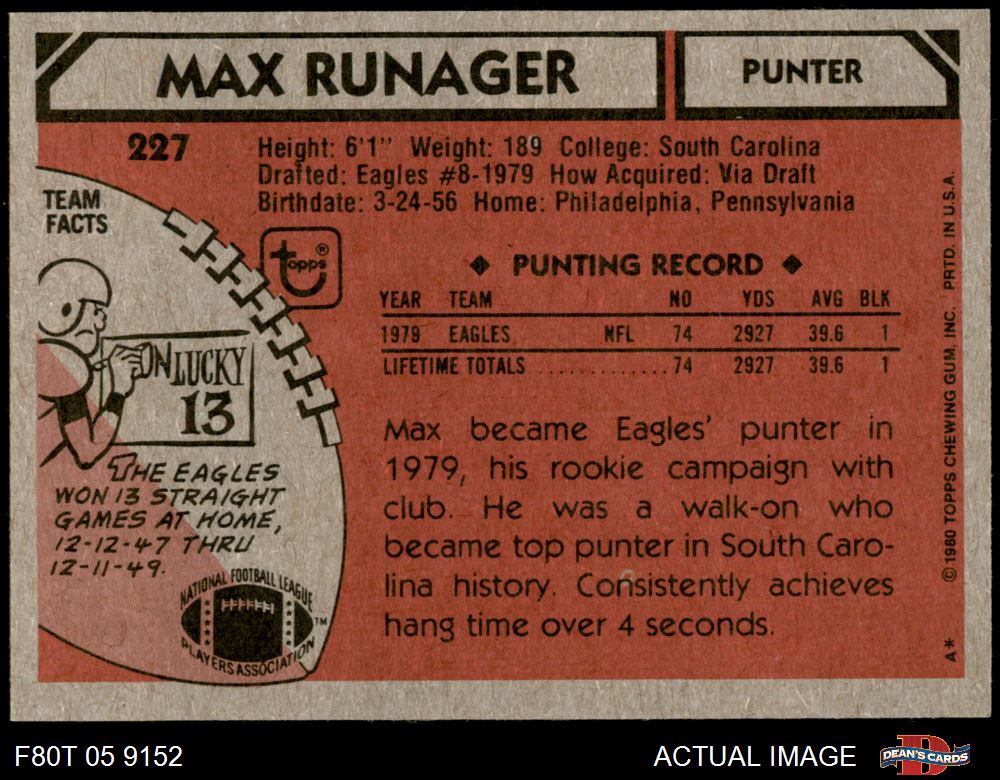 MAX RUNAGER
PUNTER
227
Height: 6'1" Weight: 189 College: South Carolina
Drafted: Eagles #8-1979 How Acquired: Via Draft
Birthdate: 3-24-56 Home: Philadelphia, Pennsylvania
TEAM
FACTS
topps®
◆ PUNTING RECORD ◆
YEAR TEAM NO YDS AVG BLK
1979 EAGLES NFL 74 2927 39.6 1
LIFETIME TOTALS ............. 74 2927 39.6 1
ON LUCKY
13
THE EAGLES
WON 13 STRAIGHT
GAMES AT HOME,
12-12-47 THRU
12-11-49.
NATIONAL FOOTBALL LEAGUE
PLAYERS ASSOCIATION
TM
Max became Eagles' punter in
1979, his rookie campaign with
club. He was a walk-on who
became top punter in South Caro-
lina history. Consistently achieves
hang time over 4 seconds.
A* ©1980 TOPPS CHEWING GUM, INC. PRTD. IN U.S.A.
F80T 05 9152
ACTUAL IMAGE
D
DEAN'S CARDS